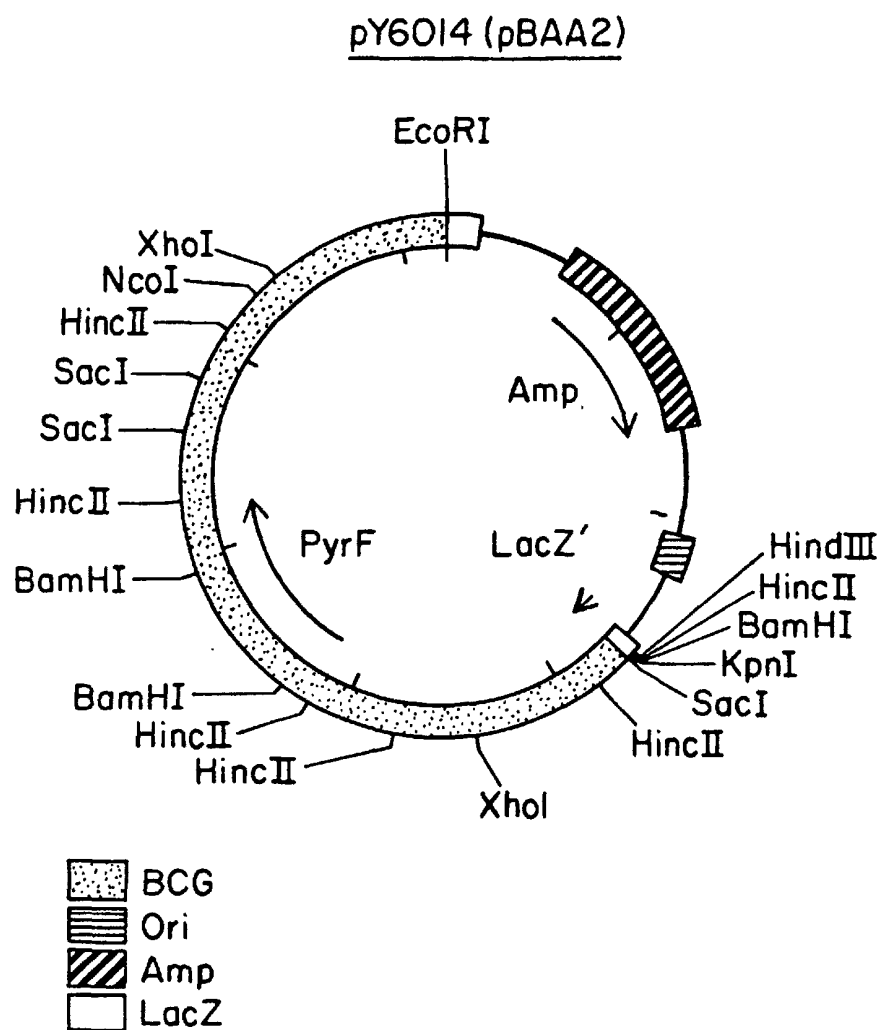 pY6014 (pBAA2)
EcoRI
XhoI
NcoI
HincII
SacI
SacI
HincII
BamHI
BamHI
HincII
HincII
XhoI
HincII
SacI
KpnI
BamHI
HincII
HindIII
Amp
PyrF
LacZ'
BCG
Ori
Amp
LacZ